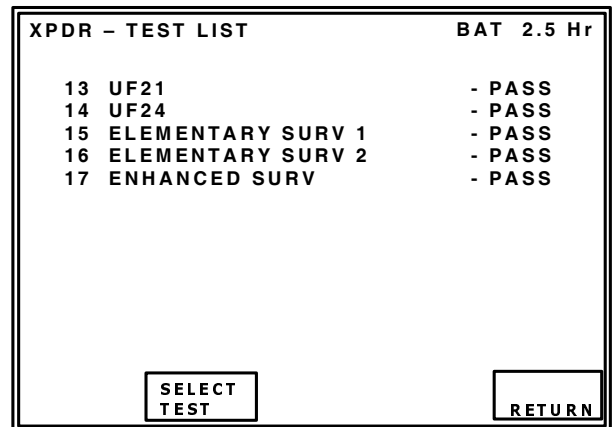 XPDR – TEST LIST BAT 2.5 Hr
13 UF21 - PASS
14 UF24 - PASS
15 ELEMENTARY SURV 1 - PASS
16 ELEMENTARY SURV 2 - PASS
17 ENHANCED SURV - PASS
SELECT
TEST
RETURN